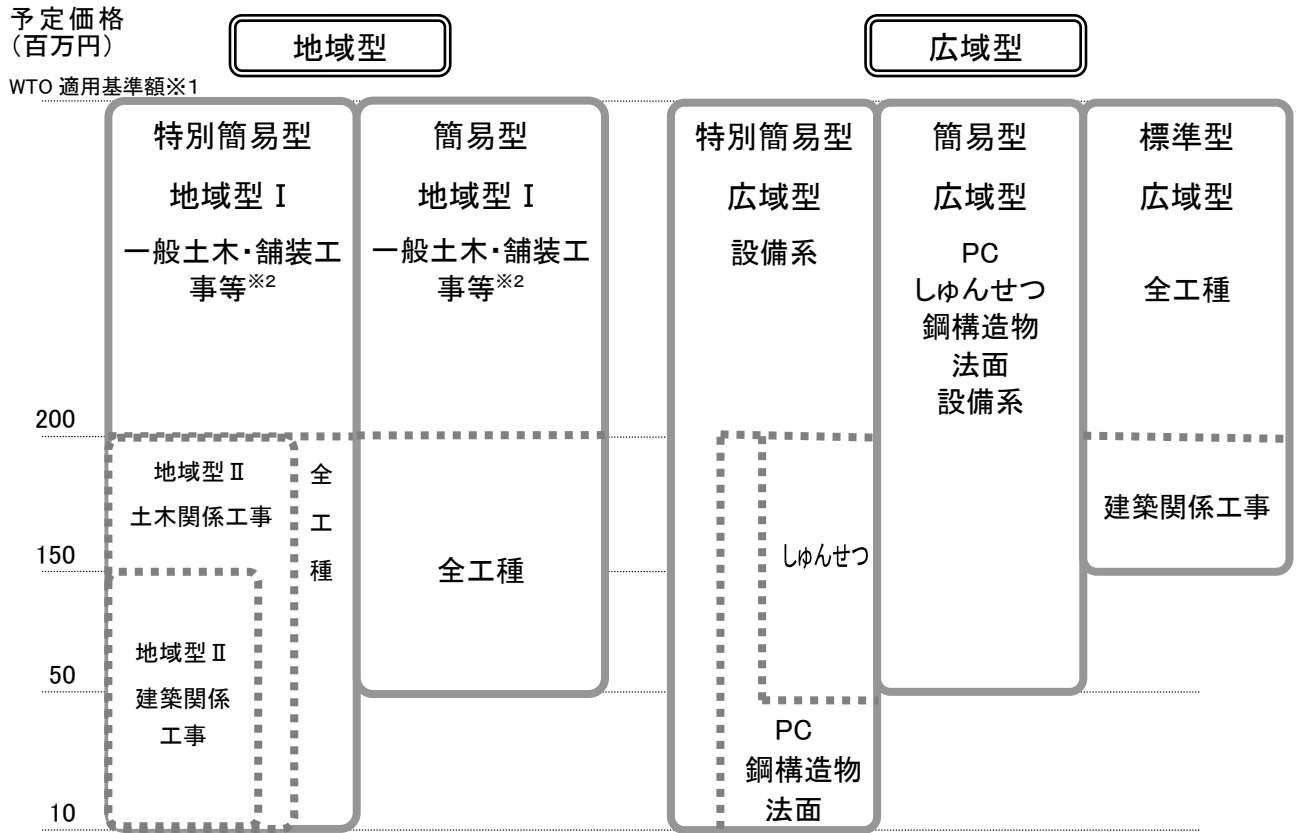 予定価格
(百万円)
地域型
広域型
WTO 適用基準額※1
特別簡易型
地域型 Ⅰ
一般土木・舗装工
事等※2
簡易型
地域型 Ⅰ
一般土木・舗装工
事等※2
特別簡易型
広域型
設備系
簡易型
広域型
PC
しゅんせつ
鋼構造物
法面
設備系
標準型
広域型
全工種
200
地域型 Ⅱ
土木関係工事
全
工
種
建築関係工事
150
全工種
しゅんせつ
地域型 Ⅱ
建築関係
工事
50
PC
鋼構造物
法面
10